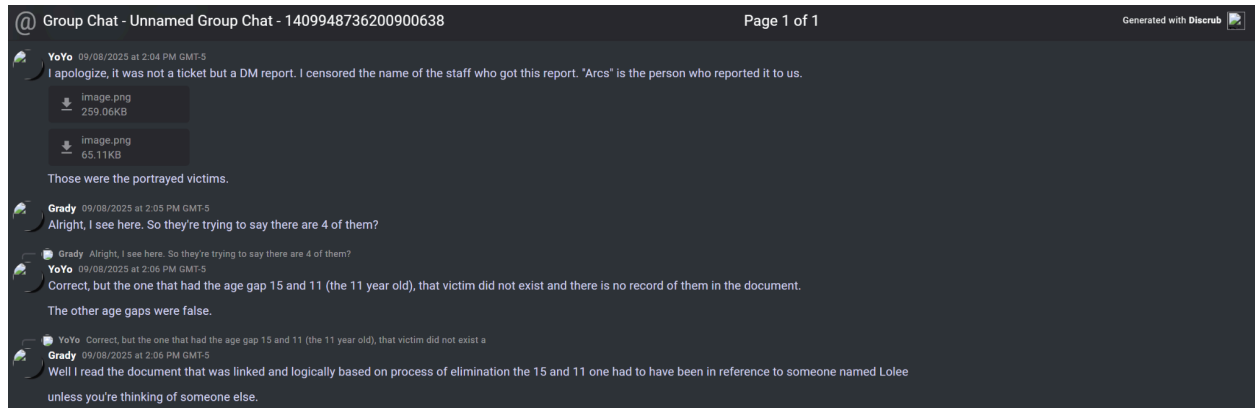 @ Group Chat - Unnamed Group Chat - 1409948736200900638 Page 1 of 1 Generated with Discrub
YoYo 09/08/2025 at 2:04 PM GMT-5
I apologize, it was not a ticket but a DM report. I censored the name of the staff who got this report. "Arcs" is the person who reported it to us.
image.png
259.06KB
image.png
65.11KB
Those were the portrayed victims.
Grady 09/08/2025 at 2:05 PM GMT-5
Alright, I see here. So they're trying to say there are 4 of them?
Grady Alright, I see here. So they're trying to say there are 4 of them?
YoYo 09/08/2025 at 2:06 PM GMT-5
Correct, but the one that had the age gap 15 and 11 (the 11 year old), that victim did not exist and there is no record of them in the document.
The other age gaps were false.
YoYo Correct, but the one that had the age gap 15 and 11 (the 11 year old), that victim did not exist a
Grady 09/08/2025 at 2:06 PM GMT-5
Well I read the document that was linked and logically based on process of elimination the 15 and 11 one had to have been in reference to someone named Lolee
unless you're thinking of someone else.